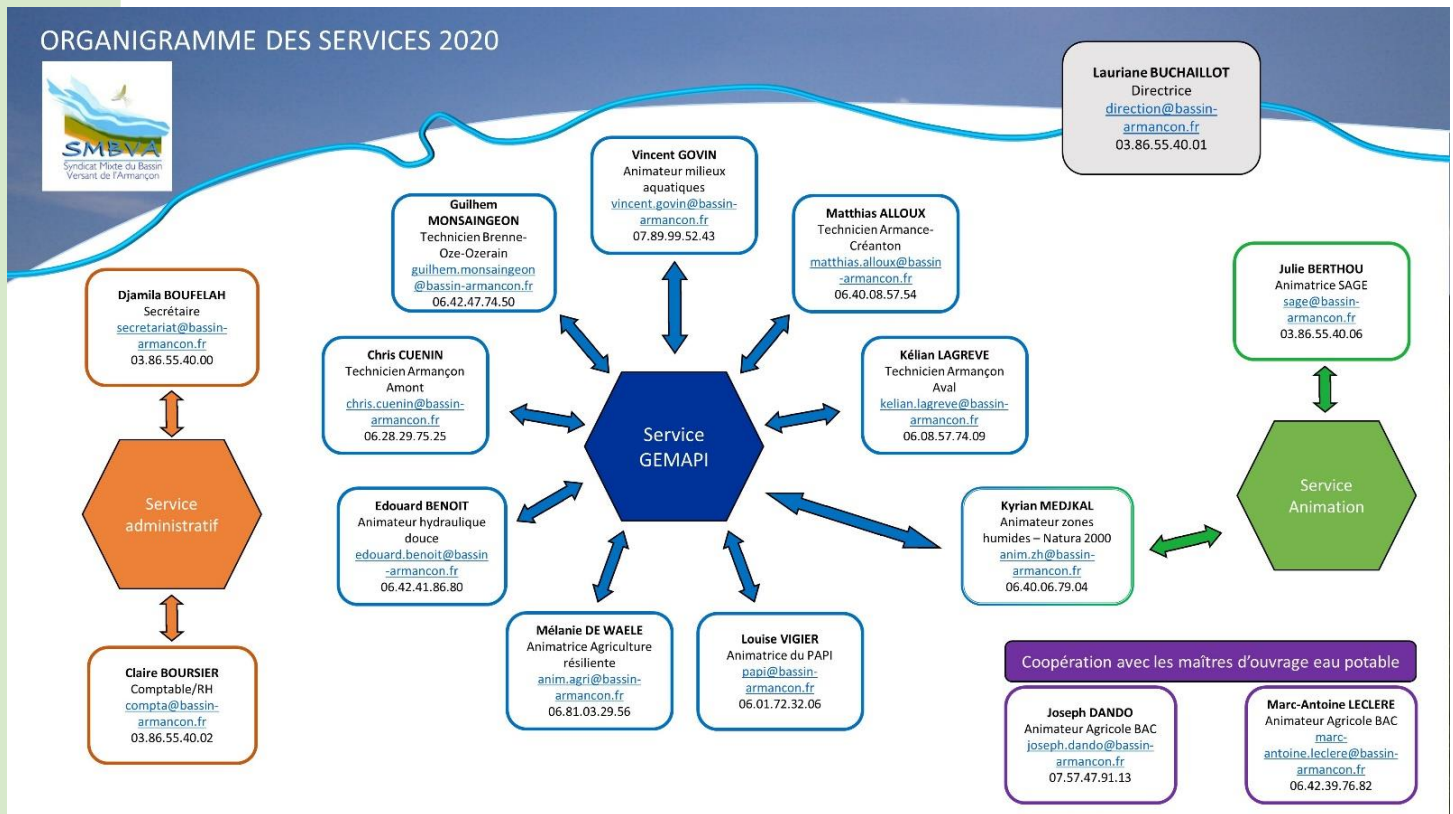 ORGANIGRAMME DES SERVICES 2020
SMBVA
Syndicat Mixte du Bassin
Versant de l'Armançon
Lauriane BUCHAILLOT
Directrice
direction@bassin-
armancon.fr
03.86.55.40.01
Vincent GOVIN
Animateur milieux
aquatiques
vincent.govin@bassin-
armancon.fr
07.89.99.52.43
Guilhem
MONSAINGEON
Technicien Brenne-
Oze-Ozerain
guilhem.monsaingeon
@bassin-armancon.fr
06.42.47.74.50
Matthias ALLOUX
Technicien Armance-
Créanton
matthias.alloux@bassin
-armancon.fr
06.40.08.57.54
Djamila BOUFELAH
Secrétaire
secretariat@bassin-
armancon.fr
03.86.55.40.00
Julie BERTHOU
Animatrice SAGE
sage@bassin-
armancon.fr
03.86.55.40.06
Chris CUENIN
Technicien Armançon
Amont
chris.cuenin@bassin-
armancon.fr
06.28.29.75.25
Kélian LAGREVE
Technicien Armançon
Aval
kelian.lagreve@bassin-
armancon.fr
06.08.57.74.09
Service
GEMAPI
Service
administratif
Service
Animation
Edouard BENOIT
Animateur hydraulique
douce
edouard.benoit@bassin
-armancon.fr
06.42.41.86.80
Kyrian MEDJKAL
Animateur zones
humides – Natura 2000
anim.zh@bassin-
armancon.fr
06.40.06.79.04
Mélanie DE WAELE
Animatrice Agriculture
résiliente
anim.agri@bassin-
armancon.fr
06.81.03.29.56
Louise VIGIER
Animatrice du PAPI
papi@bassin-
armancon.fr
06.01.72.32.06
Claire BOURSIER
Comptable/RH
compta@bassin-
armancon.fr
03.86.55.40.02
Coopération avec les maîtres d'ouvrage eau potable
Joseph DANDO
Animateur Agricole BAC
joseph.dando@bassin-
armancon.fr
07.57.47.91.13
Marc-Antoine LECLERE
Animateur Agricole BAC
marc-
antoine.leclere@bassin-
armancon.fr
06.42.39.76.82